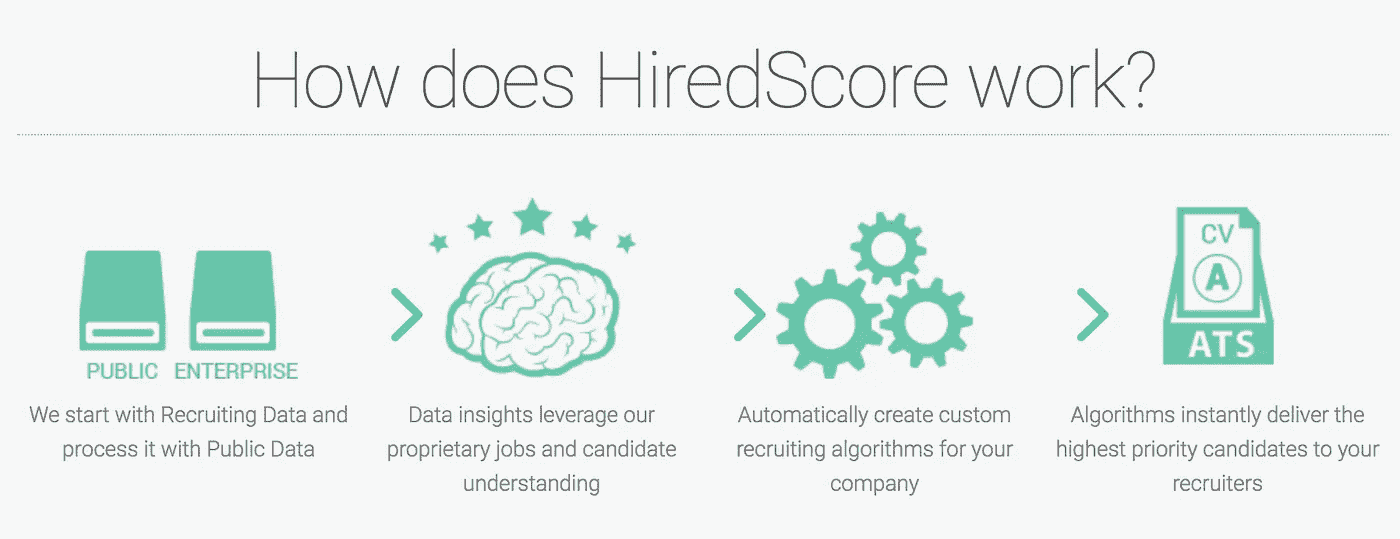 How does HiredScore work?
PUBLIC ENTERPRISE
We start with Recruiting Data and
process it with Public Data
Data insights leverage our
proprietary jobs and candidate
understanding
Automatically create custom
recruiting algorithms for your
company
CV
A
ATS
Algorithms instantly deliver the
highest priority candidates to your
recruiters